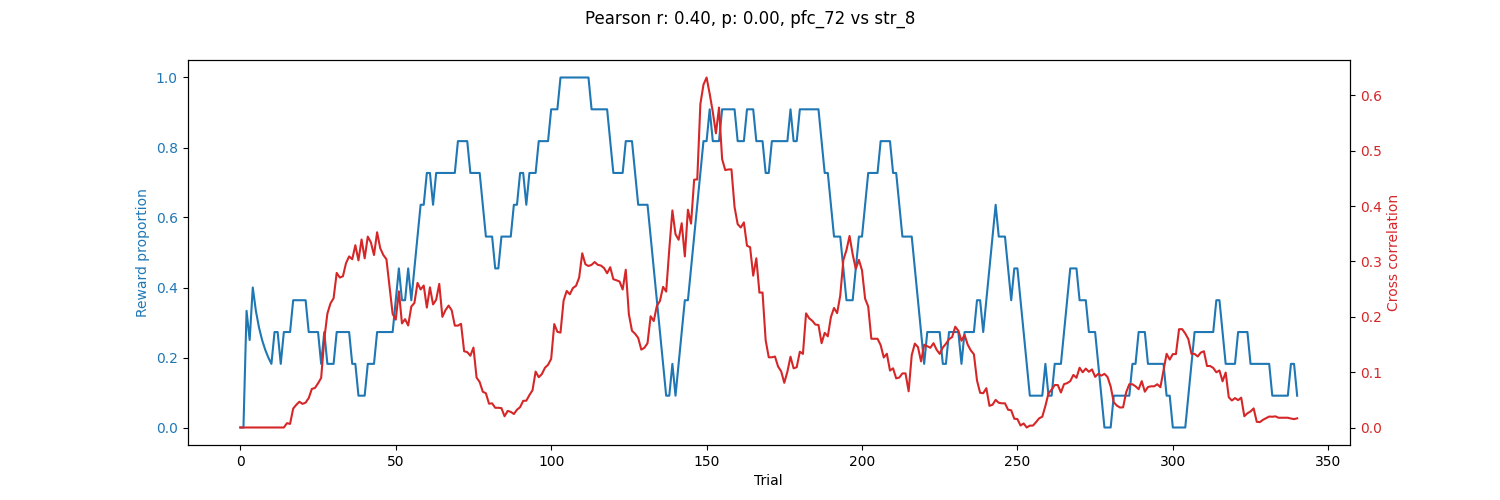 Pearson r: 0.40, p: 0.00, pfc_72 vs str_8
1.0
0.8
0.6
0.4
0.2
0.0
Reward proportion
0.6
0.5
0.4
0.3
0.2
0.1
0.0
Cross correlation
0 50 100 150 200 250 300 350
Trial